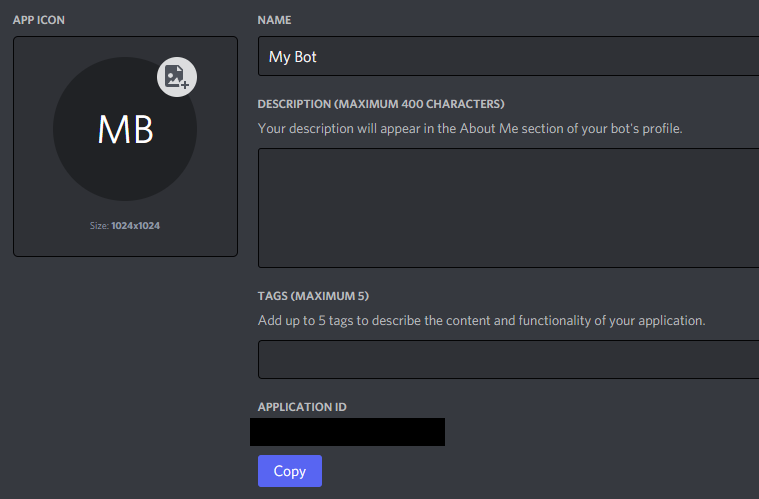 APP ICON
MB
Size: 1024x1024
NAME
My Bot
DESCRIPTION (MAXIMUM 400 CHARACTERS)
Your description will appear in the About Me section of your bot's profile.
TAGS (MAXIMUM 5)
Add up to 5 tags to describe the content and functionality of your application.
APPLICATION ID
Copy